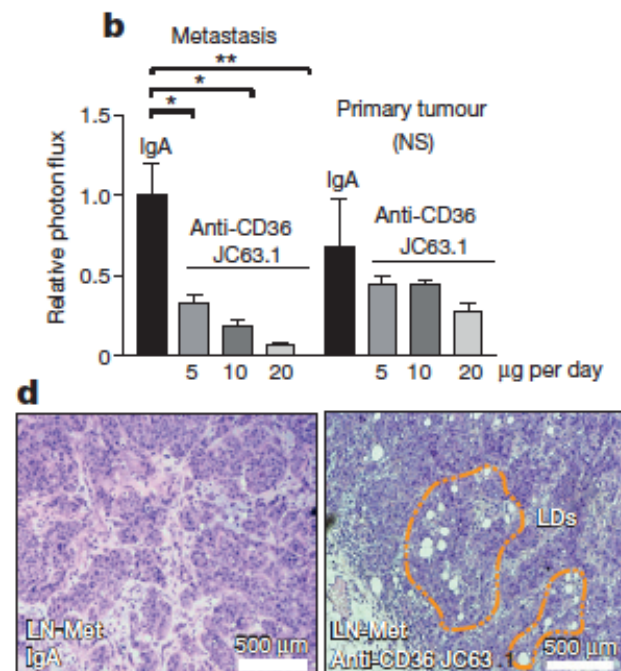 b
Metastasis
**
*
*
Primary tumour
(NS)
Relative photon flux
1.5
1.0
0.5
0
IgA
Anti-CD36
JC63.1
IgA
Anti-CD36
JC63.1
5 10 20 5 10 20 μg per day
d
LN-Met
IgA
500 μm
LDs
LN-Met
Anti-CD36 JC63 1
500 μm